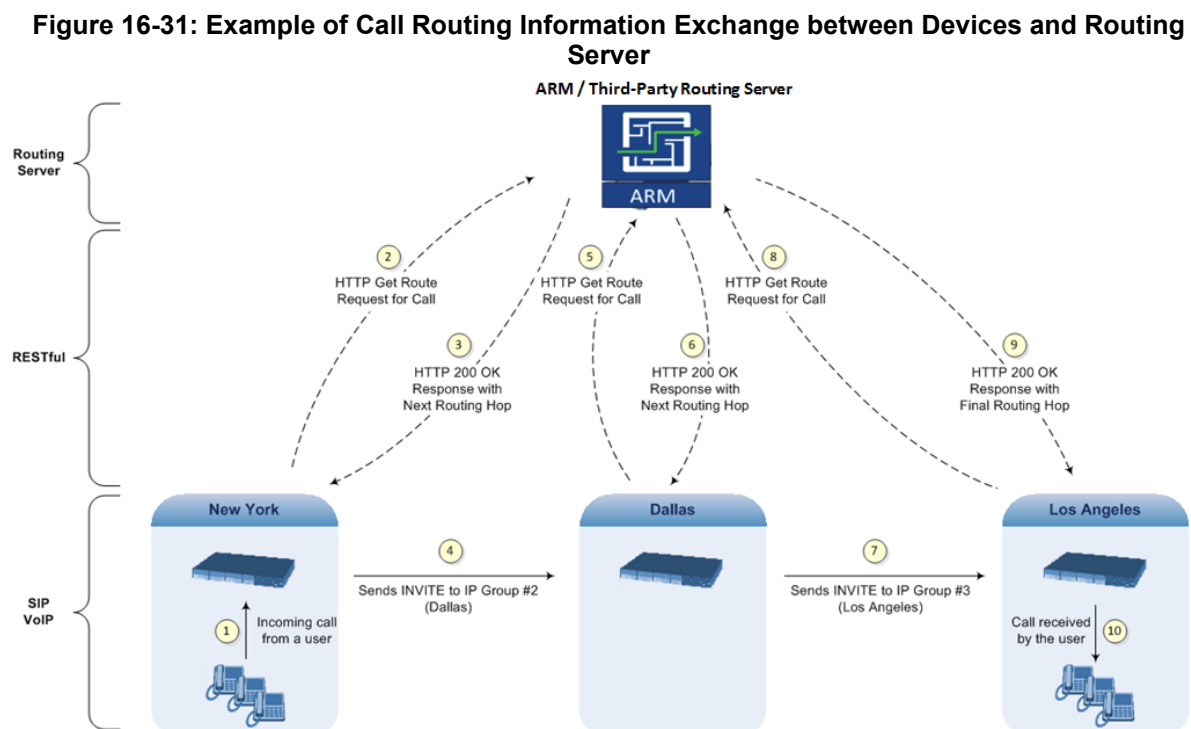 Figure 16-31: Example of Call Routing Information Exchange between Devices and Routing
Server
ARM / Third-Party Routing Server
Routing
Server
ARM
2
HTTP Get Route
Request for Call
5
HTTP Get Route
Request for Call
8
HTTP Get Route
Request for Call
RESTful
3
HTTP 200 OK
Response with
Next Routing Hop
6
HTTP 200 OK
Response with
Next Routing Hop
9
HTTP 200 OK
Response with
Final Routing Hop
New York
Dallas
Los Angeles
4
Sends INVITE to IP Group #2
(Dallas)
7
Sends INVITE to IP Group #3
(Los Angeles)
SIP
VoIP
1
Incoming call
from a user
Call received
by the user
10